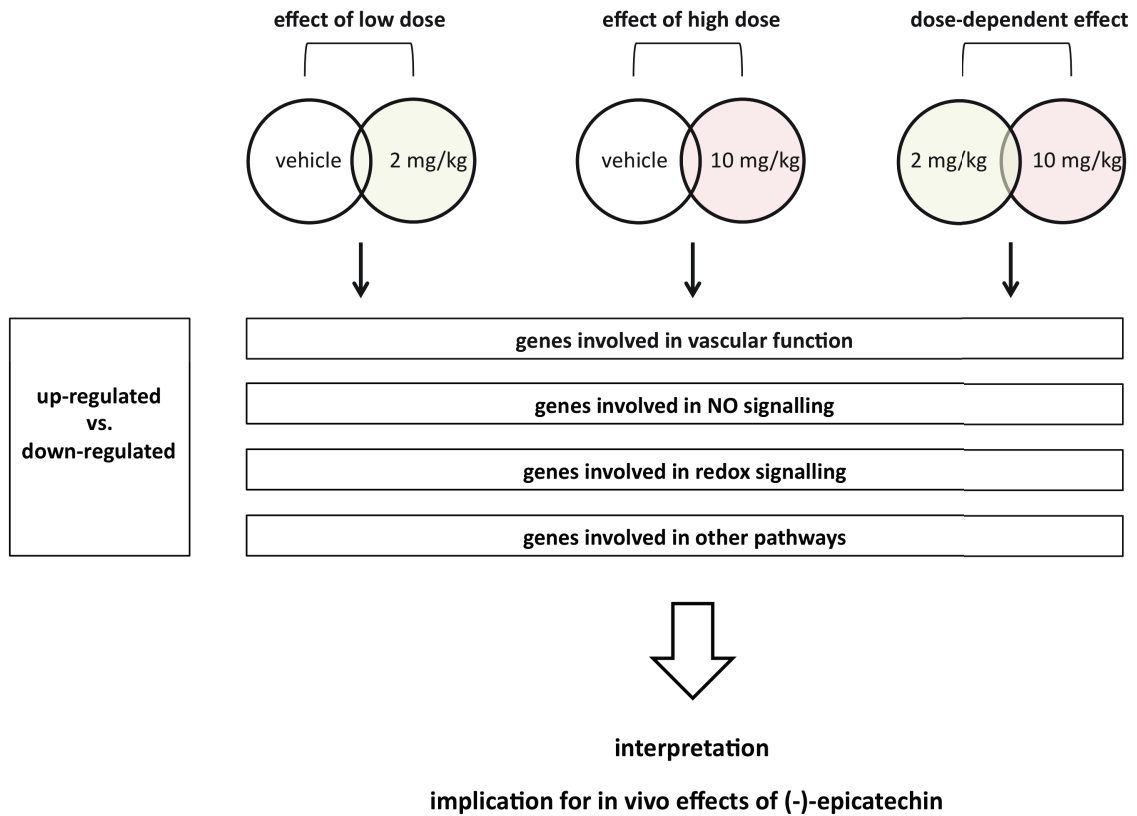 effect of low dose
effect of high dose
dose-dependent effect
vehicle
2 mg/kg
vehicle
10 mg/kg
2 mg/kg
10 mg/kg
up-regulated
vs.
down-regulated
genes involved in vascular function
genes involved in NO signalling
genes involved in redox signalling
genes involved in other pathways
interpretation
implication for in vivo effects of (-)-epicatechin